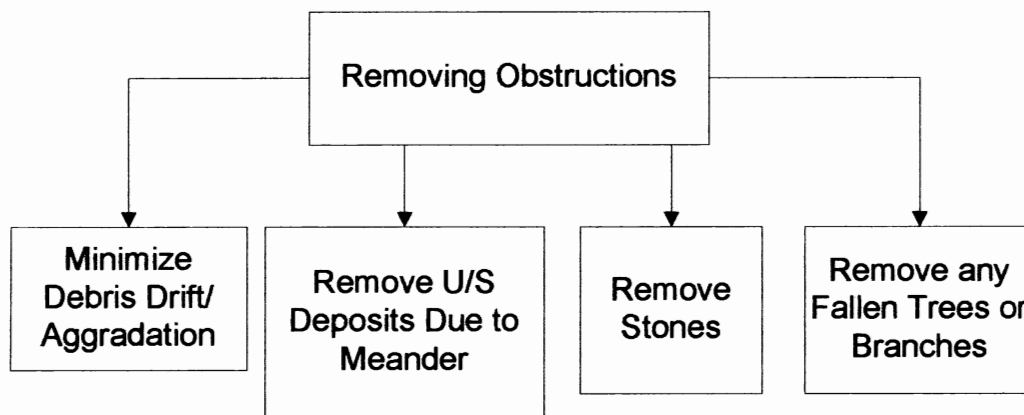 Removing Obstructions
Minimize
Debris Drift/
Aggradation
Remove U/S
Deposits Due to
Meander
Remove
Stones
Remove any
Fallen Trees or
Branches